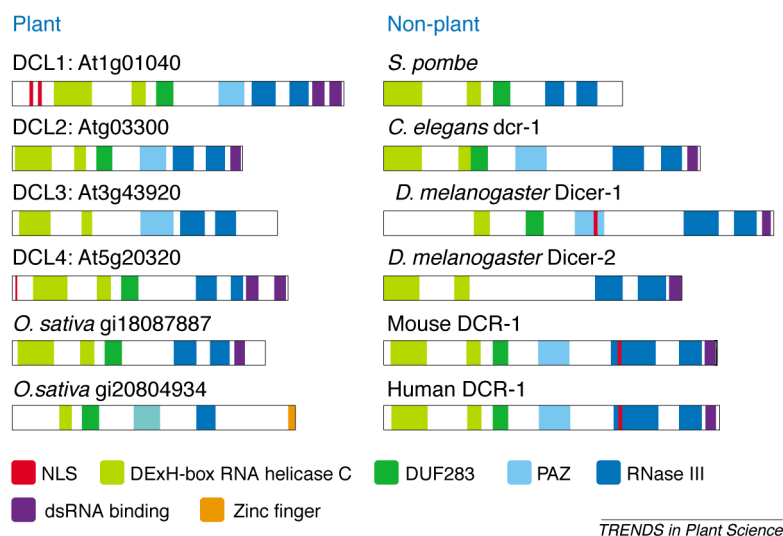 Plant
DCL1: At1g01040
DCL2: Atg03300
DCL3: At3g43920
DCL4: At5g20320
O. sativa gi18087887
O.sativa gi20804934
Non-plant
S. pombe
C. elegans dcr-1
D. melanogaster Dicer-1
D. melanogaster Dicer-2
Mouse DCR-1
Human DCR-1
NLS DExH-box RNA helicase C DUF283 PAZ RNase III
dsRNA binding Zinc finger
TRENDS in Plant Science